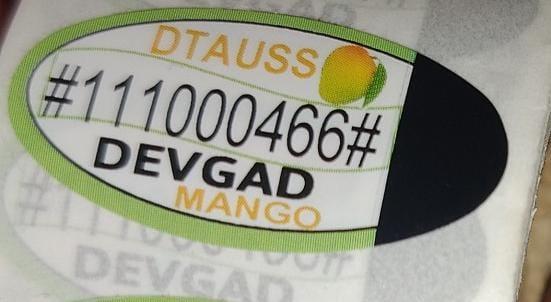 DTAUSS
#111000466#
DEVGAD
MANGO